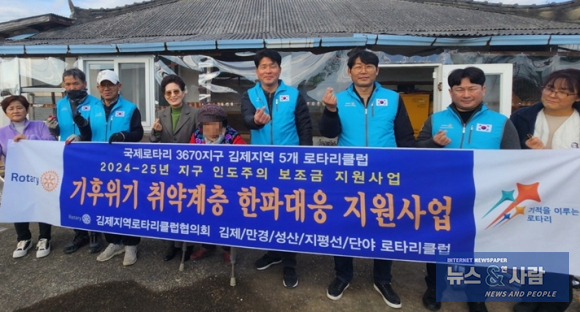 국제로타리 3670지구 김제지역 5개 로타리클럽
2024-25년 지구 인도주의 보조금 지원사업
Rotary
기후위기 취약계층 한파대응 지원사업
기적을 이루는
로타리
Rotary
김제지역로타리클럽협의회 김제/만경/성산/지평선/단야 로타리클럽
INTERNET NEWSPAPER
뉴스&사람
NEWS AND PEOPLE